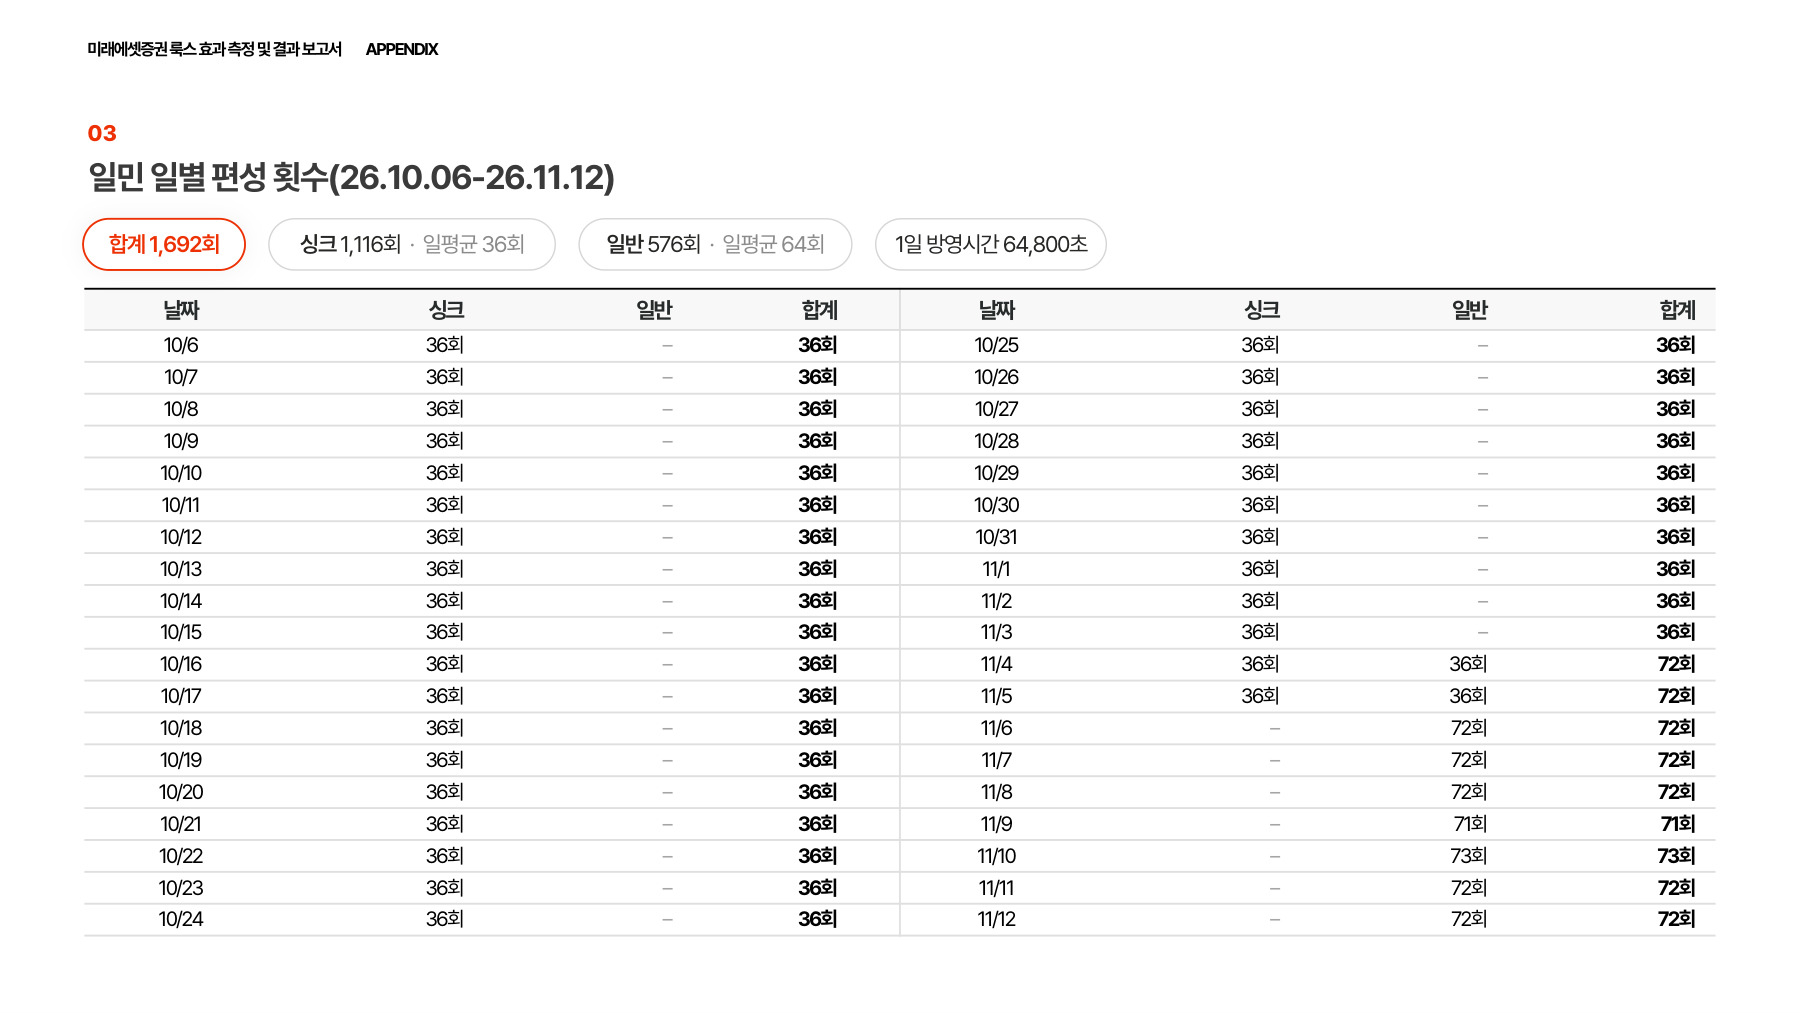 미래에셋증권 룩스 효과 측정 및 결과 보고서 APPENDIX
03
일민 일별 편성 횟수(26.10.06-26.11.12)
합계 1,692회 싱크 1,116회 · 일평균 36회 일반 576회 · 일평균 64회 1일 방영시간 64,800초
날짜 싱크 일반 합계 날짜 싱크 일반 합계
10/6 36회 – 36회 10/25 36회 – 36회
10/7 36회 – 36회 10/26 36회 – 36회
10/8 36회 – 36회 10/27 36회 – 36회
10/9 36회 – 36회 10/28 36회 – 36회
10/10 36회 – 36회 10/29 36회 – 36회
10/11 36회 – 36회 10/30 36회 – 36회
10/12 36회 – 36회 10/31 36회 – 36회
10/13 36회 – 36회 11/1 36회 – 36회
10/14 36회 – 36회 11/2 36회 – 36회
10/15 36회 – 36회 11/3 36회 – 36회
10/16 36회 – 36회 11/4 36회 36회 72회
10/17 36회 – 36회 11/5 36회 36회 72회
10/18 36회 – 36회 11/6 – 72회 72회
10/19 36회 – 36회 11/7 – 72회 72회
10/20 36회 – 36회 11/8 – 72회 72회
10/21 36회 – 36회 11/9 – 71회 71회
10/22 36회 – 36회 11/10 – 73회 73회
10/23 36회 – 36회 11/11 – 72회 72회
10/24 36회 – 36회 11/12 – 72회 72회